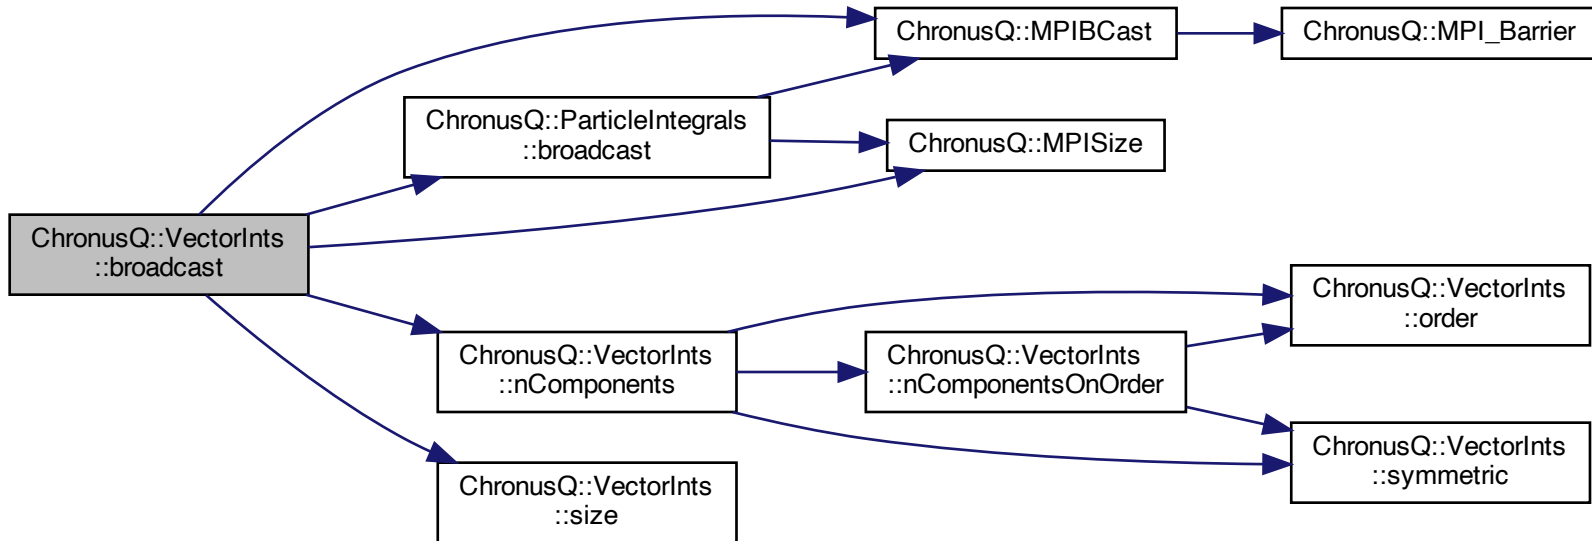 ChronusQ::MPIBCast
ChronusQ::MPI_Barrier
ChronusQ::ParticleIntegrals
::broadcast
ChronusQ::MPISize
ChronusQ::VectorInts
::broadcast
ChronusQ::VectorInts
::order
ChronusQ::VectorInts
::nComponents
ChronusQ::VectorInts
::nComponentsOnOrder
ChronusQ::VectorInts
::symmetric
ChronusQ::VectorInts
::size